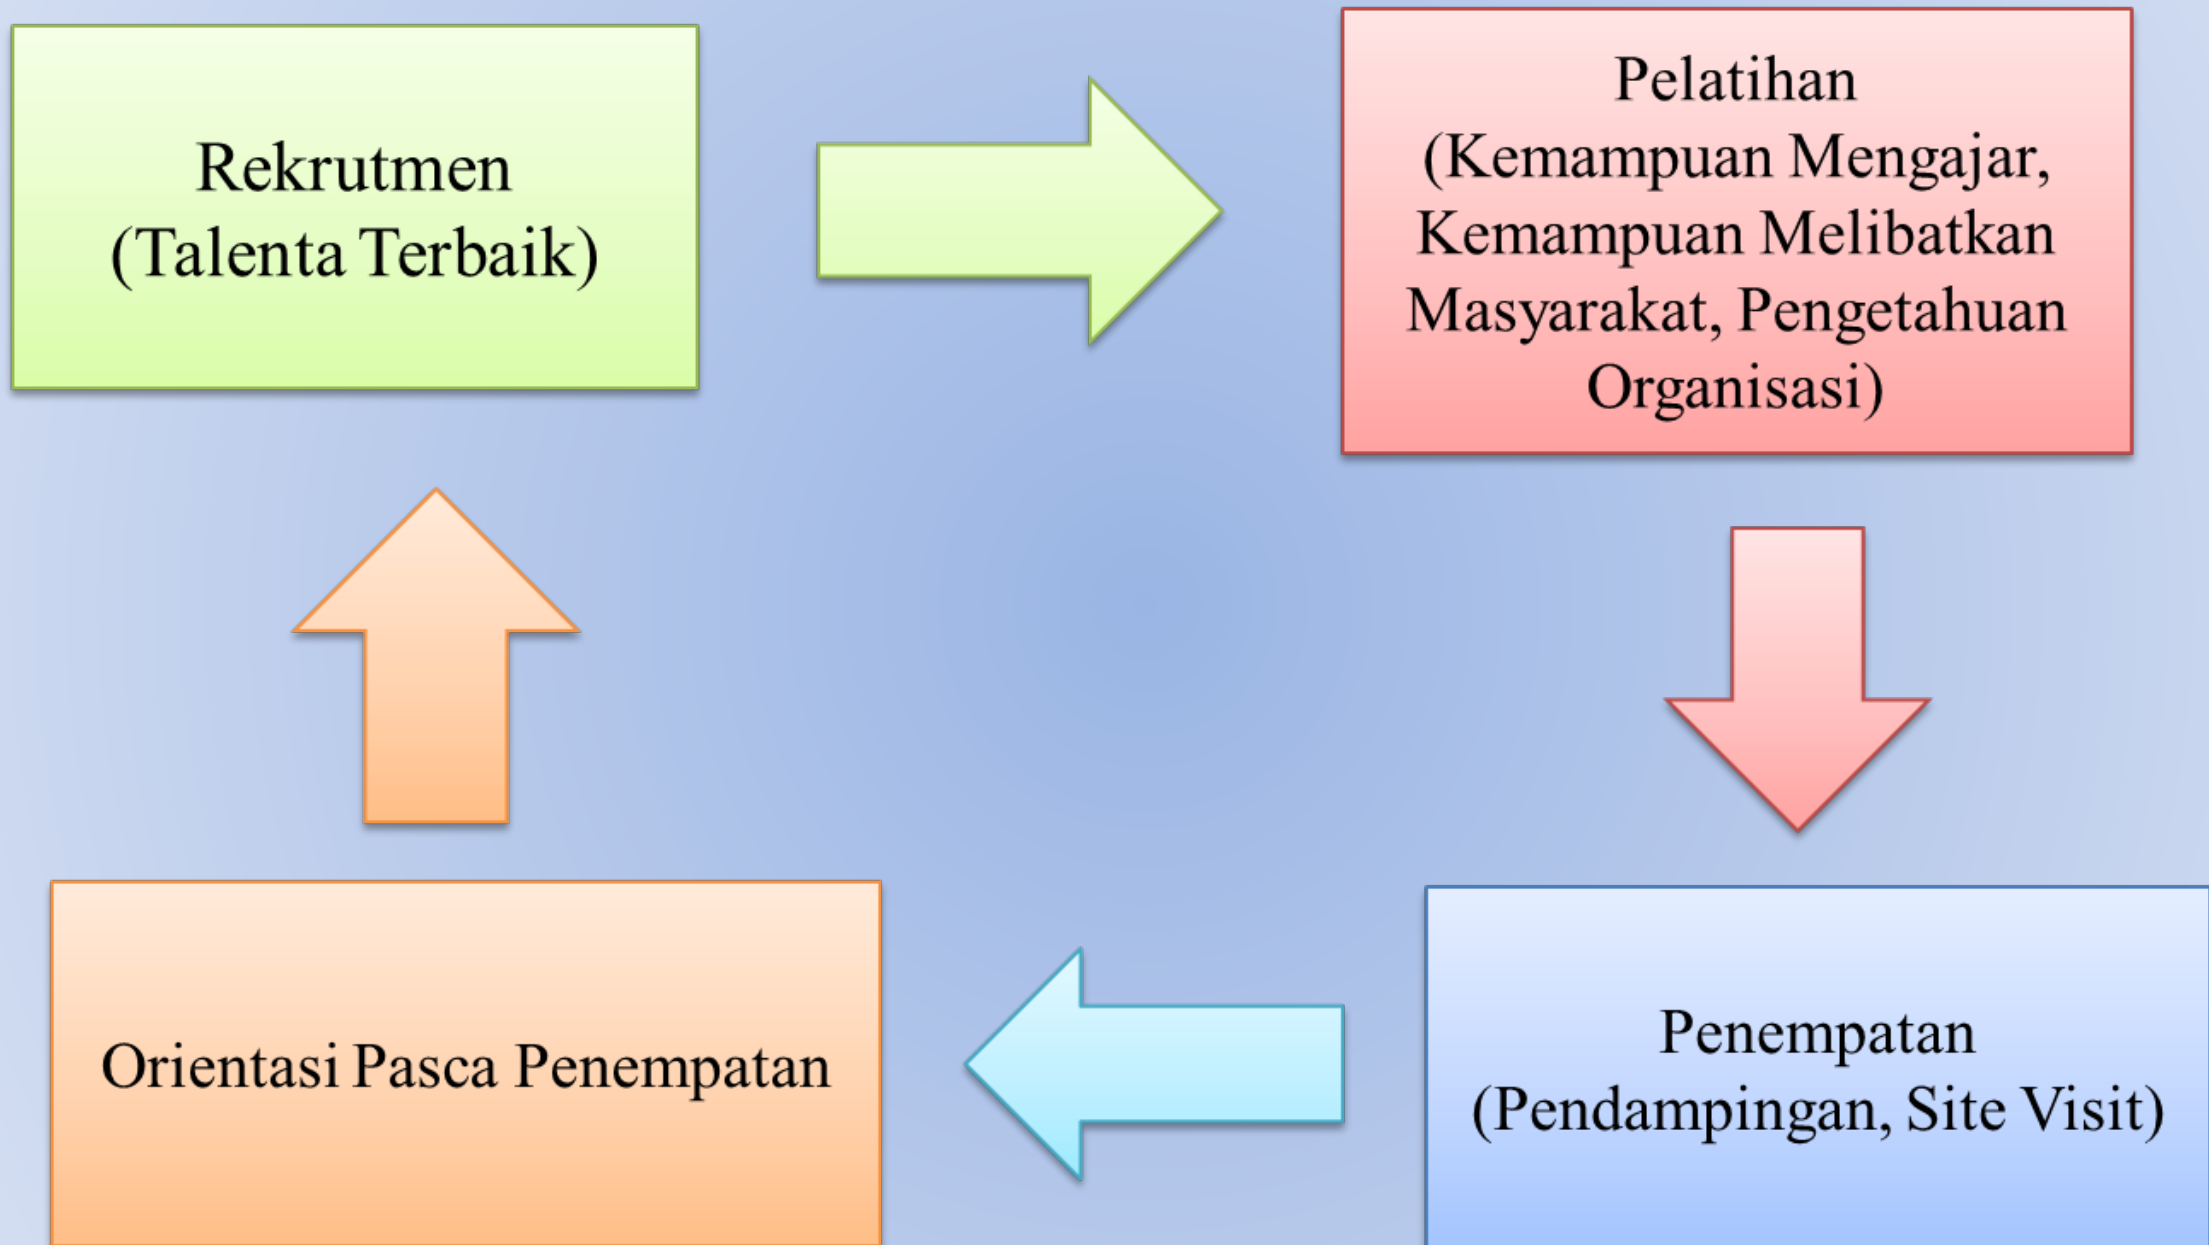 Rekrutmen
(Talenta Terbaik)
Pelatihan
(Kemampuan Mengajar,
Kemampuan Melibatkan
Masyarakat, Pengetahuan
Organisasi)
Penempatan
(Pendampingan, Site Visit)
Orientasi Pasca Penempatan